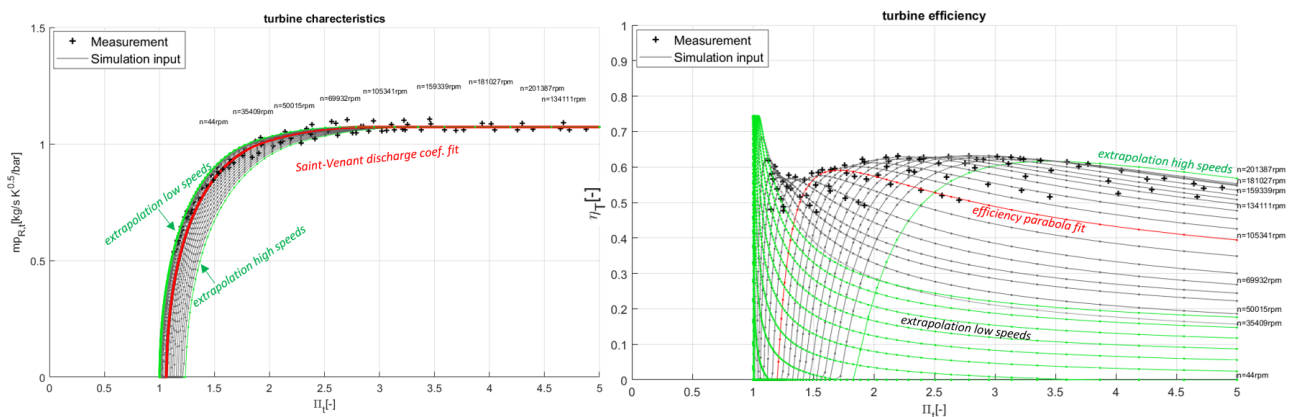 turbine charecteristics
1.5
1
0.5
0
mp_R,t[kg/s K^0.5/bar]
Measurement
Simulation input
n=44rpm
n=35409rpm
n=50015rpm
n=69932rpm
n=105341rpm
n=159339rpm
n=181027rpm
n=201387rpm
n=134111rpm
Saint-Venant discharge coef. fit
extrapolation low speeds
extrapolation high speeds
0 0.5 1 1.5 2 2.5 3 3.5 4 4.5 5
Π_t[-]
turbine efficiency
1
0.9
0.8
0.7
0.6
0.5
0.4
0.3
0.2
0.1
0
η_T[-]
Measurement
Simulation input
extrapolation high speeds
efficiency parabola fit
extrapolation low speeds
n=201387rpm
n=181027rpm
n=159339rpm
n=134111rpm
n=105341rpm
n=69932rpm
n=50015rpm
n=35409rpm
n=44rpm
0 0.5 1 1.5 2 2.5 3 3.5 4 4.5 5
Π_t[-]